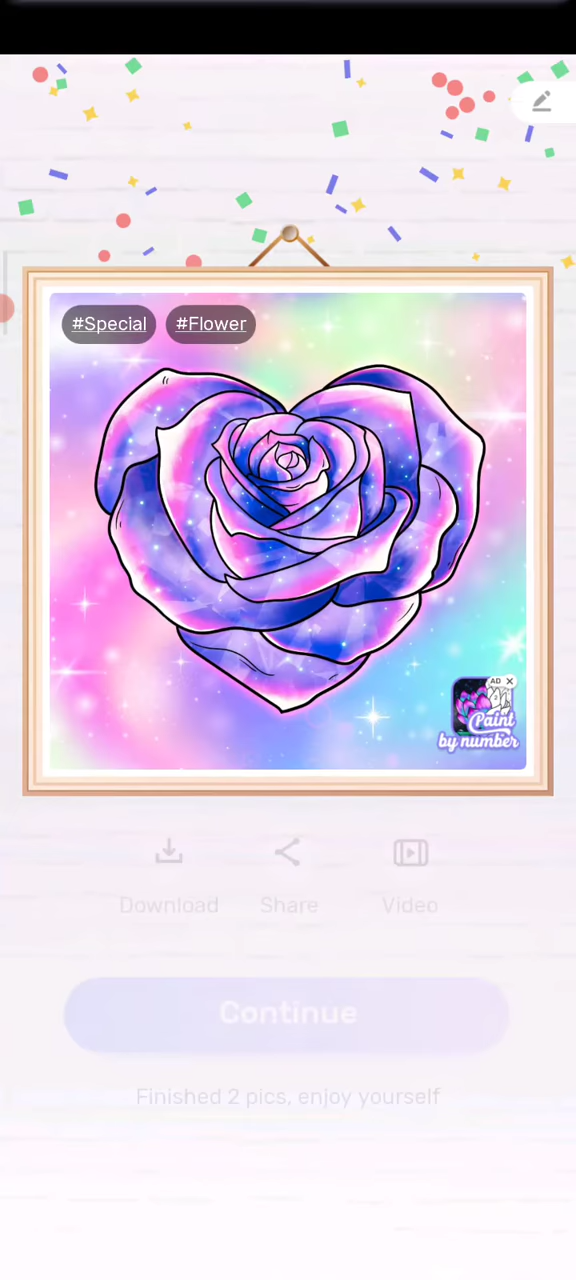 #Special #Flower
AD
Paint
by number
Download Share Video
Continue
Finished 2 pics, enjoy yourself